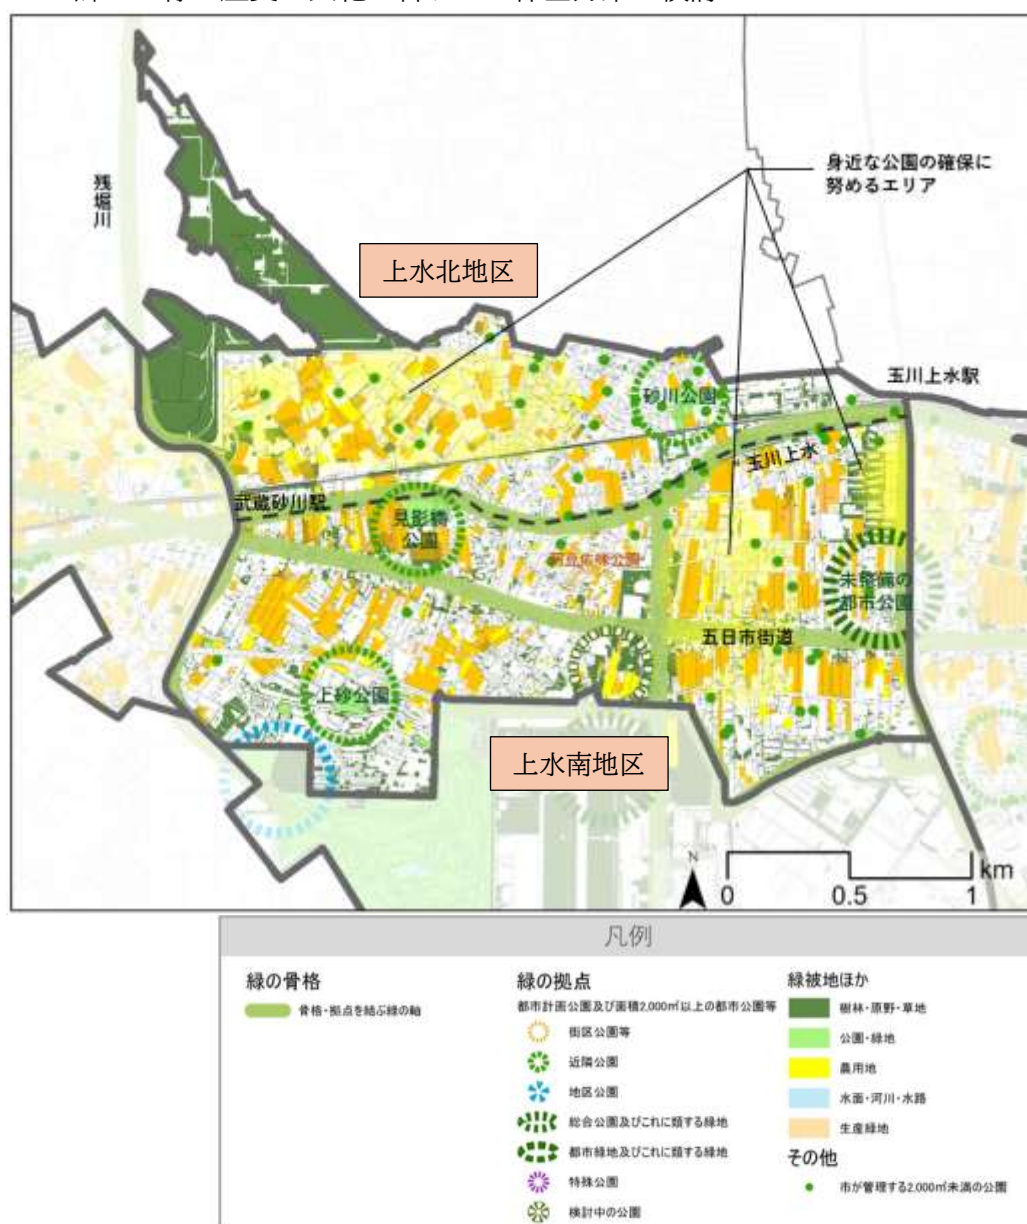 残堀川
身近な公園の確保に
努めるエリア
上水北地区
玉川上水駅
砂川公園
玉川上水
武蔵砂川駅
見影橋
公園
未整備の
都市公園
五日市街道
上砂公園
上水南地区
N
km
0
0.5
1
凡例
緑の骨格
骨格・拠点を結ぶ緑の軸
緑の拠点
都市計画公園及び面積2,000㎡以上の都市公園等
街区公園等
近隣公園
地区公園
総合公園及びこれに類する緑地
都市緑地及びこれに類する緑地
特殊公園
検討中の公園
緑被地ほか
樹林・原野・草地
公園・緑地
農用地
水面・河川・水路
生産緑地
その他
市が管理する2,000㎡未満の公園